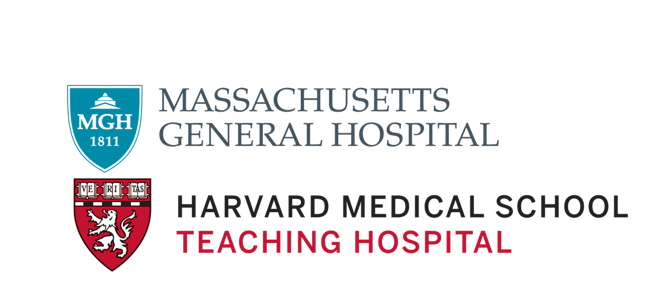 MASSACHUSETTS
GENERAL HOSPITAL
MGH
1811
VE RI TAS
HARVARD MEDICAL SCHOOL
TEACHING HOSPITAL